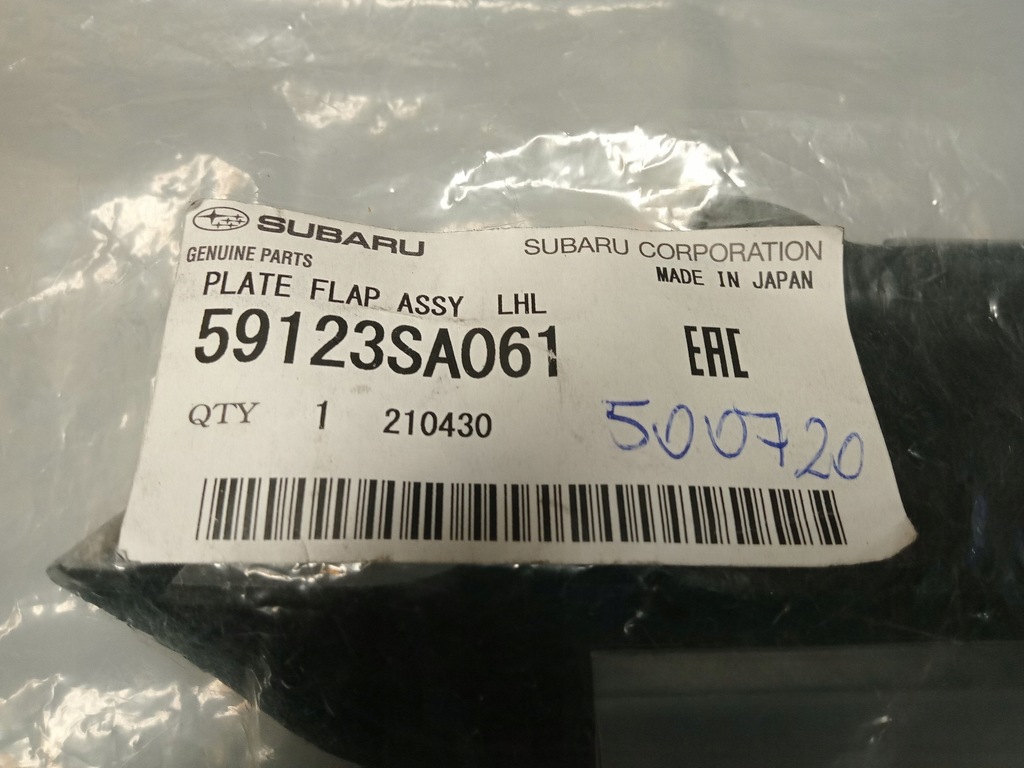 SUBARU SUBARU CORPORATION
GENUINE PARTS MADE IN JAPAN
PLATE FLAP ASSY LHL
59123SA061 EAC
QTY 1 210430 500720